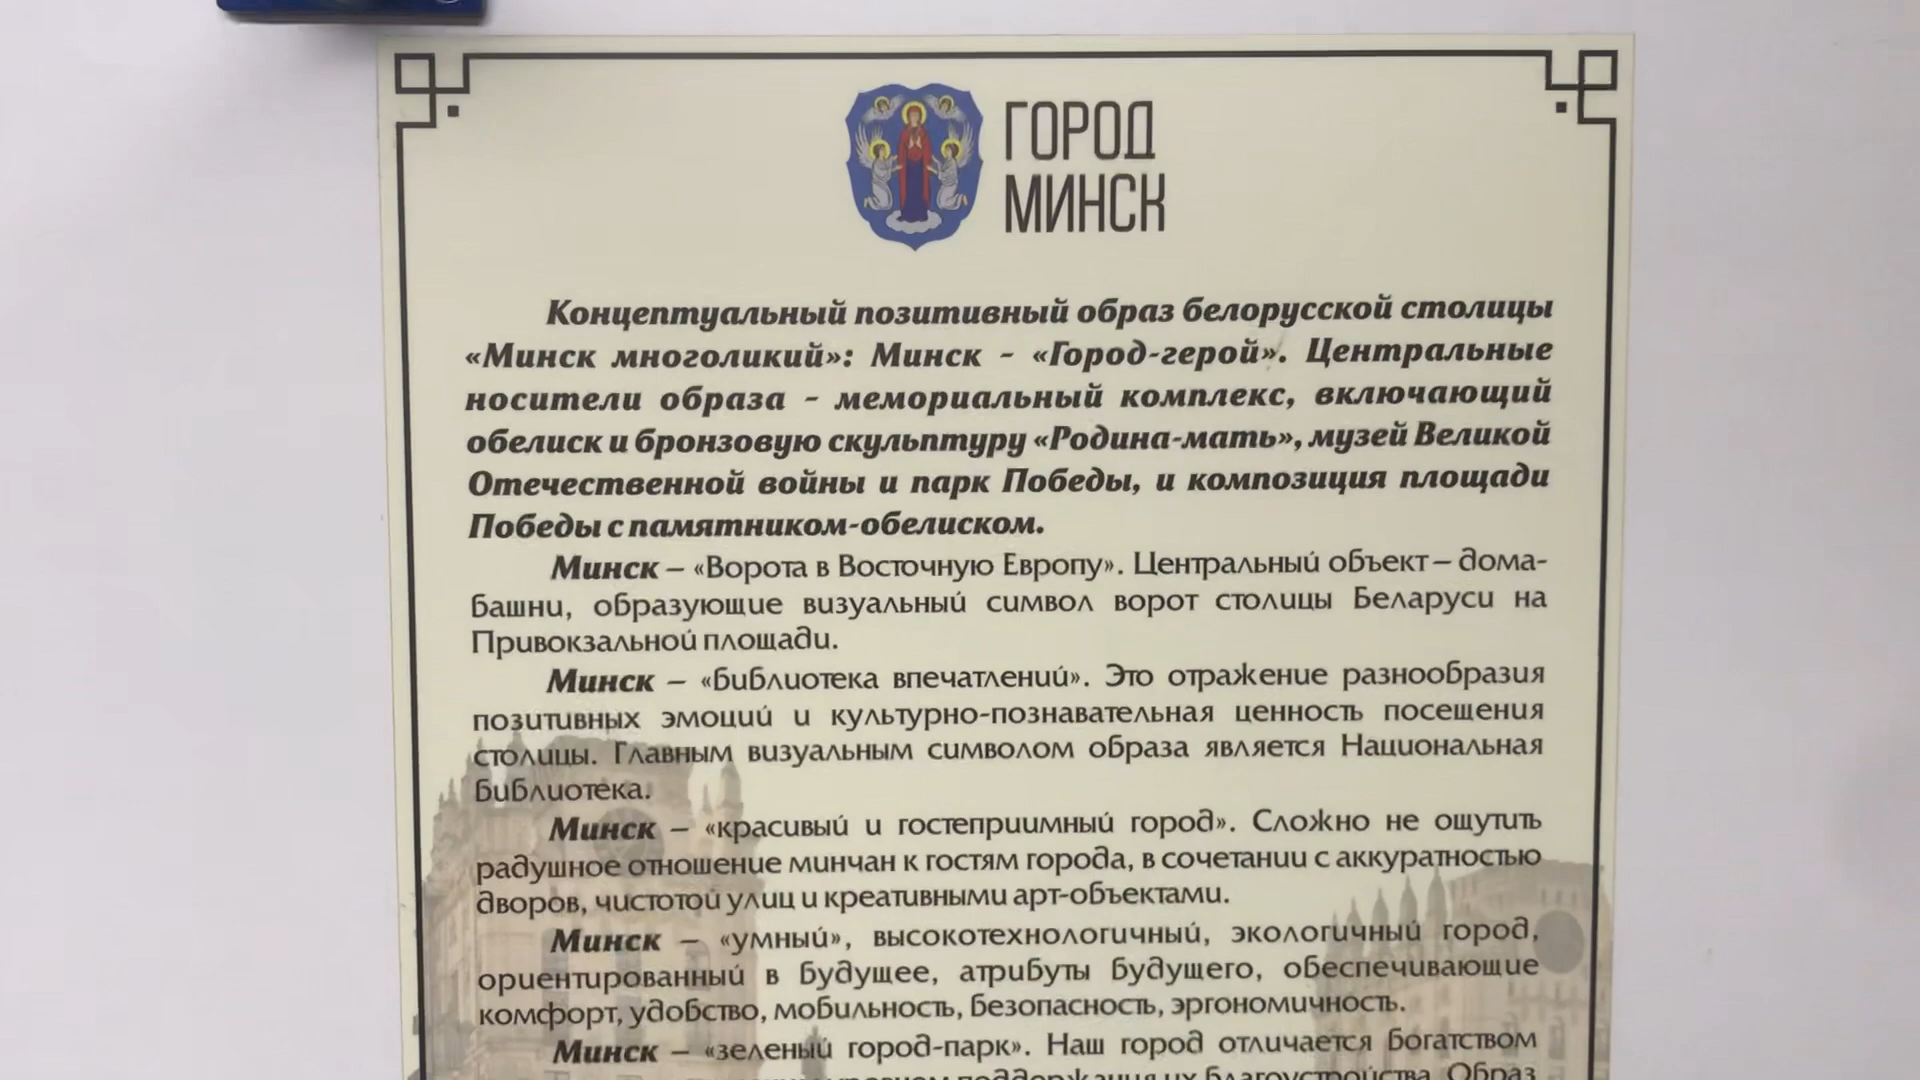 ГОРОД
МИНСК
Концептуальный позитивный образ белорусской столицы
«Минск многоликий»: Минск - «Город-герой». Центральные
носители образа - мемориальный комплекс, включающий
обелиск и бронзовую скульптуру «Родина-мать», музей Великой
Отечественной войны и парк Победы, и композиция площади
Победы с памятником-обелиском.
Минск – «Ворота в Восточную Европу». Центральный объект – дома-
башни, образующие визуальный символ ворот столицы Беларуси на
Привокзальной площади.
Минск – «библиотека впечатлений». Это отражение разнообразия
позитивных эмоций и культурно-познавательная ценность посещения
столицы. Главным визуальным символом образа является Национальная
библиотека.
Минск – «красивый и гостеприимный город». Сложно не ощутить
радушное отношение минчан к гостям города, в сочетании с аккуратностью
дворов, чистотой улиц и креативными арт-объектами.
Минск – «умный», высокотехнологичный, экологичный город,
ориентированный в будущее, атрибуты будущего, обеспечивающие
комфорт, удобство, мобильность, безопасность, эргономичность.
Минск – «зеленый город-парк». Наш город отличается богатством
поддержания их благоустройства. Образ